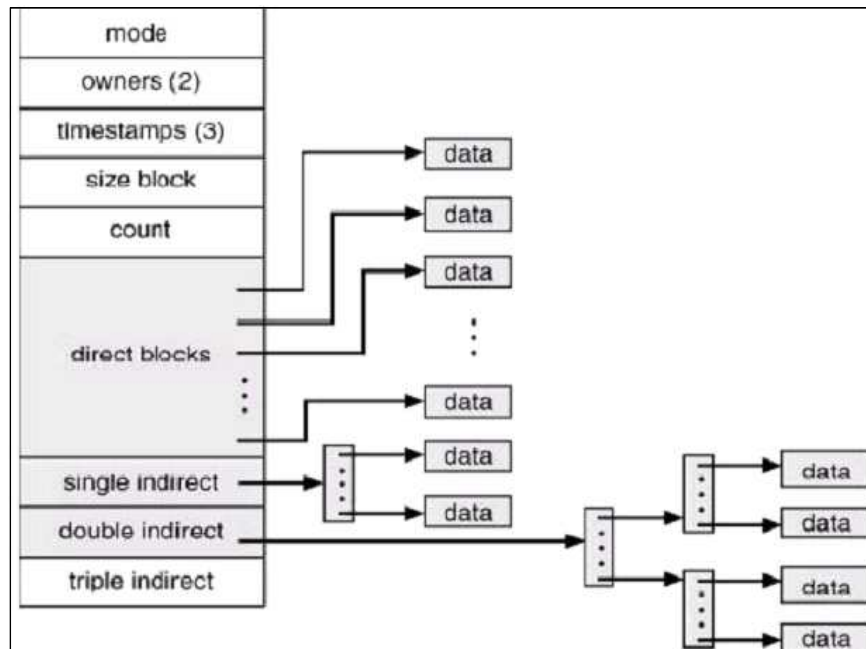 mode
owners (2)
timestamps (3)
size block
count
direct blocks
single indirect
double indirect
triple indirect
data
data
data
data
data
data
data
data
data
data